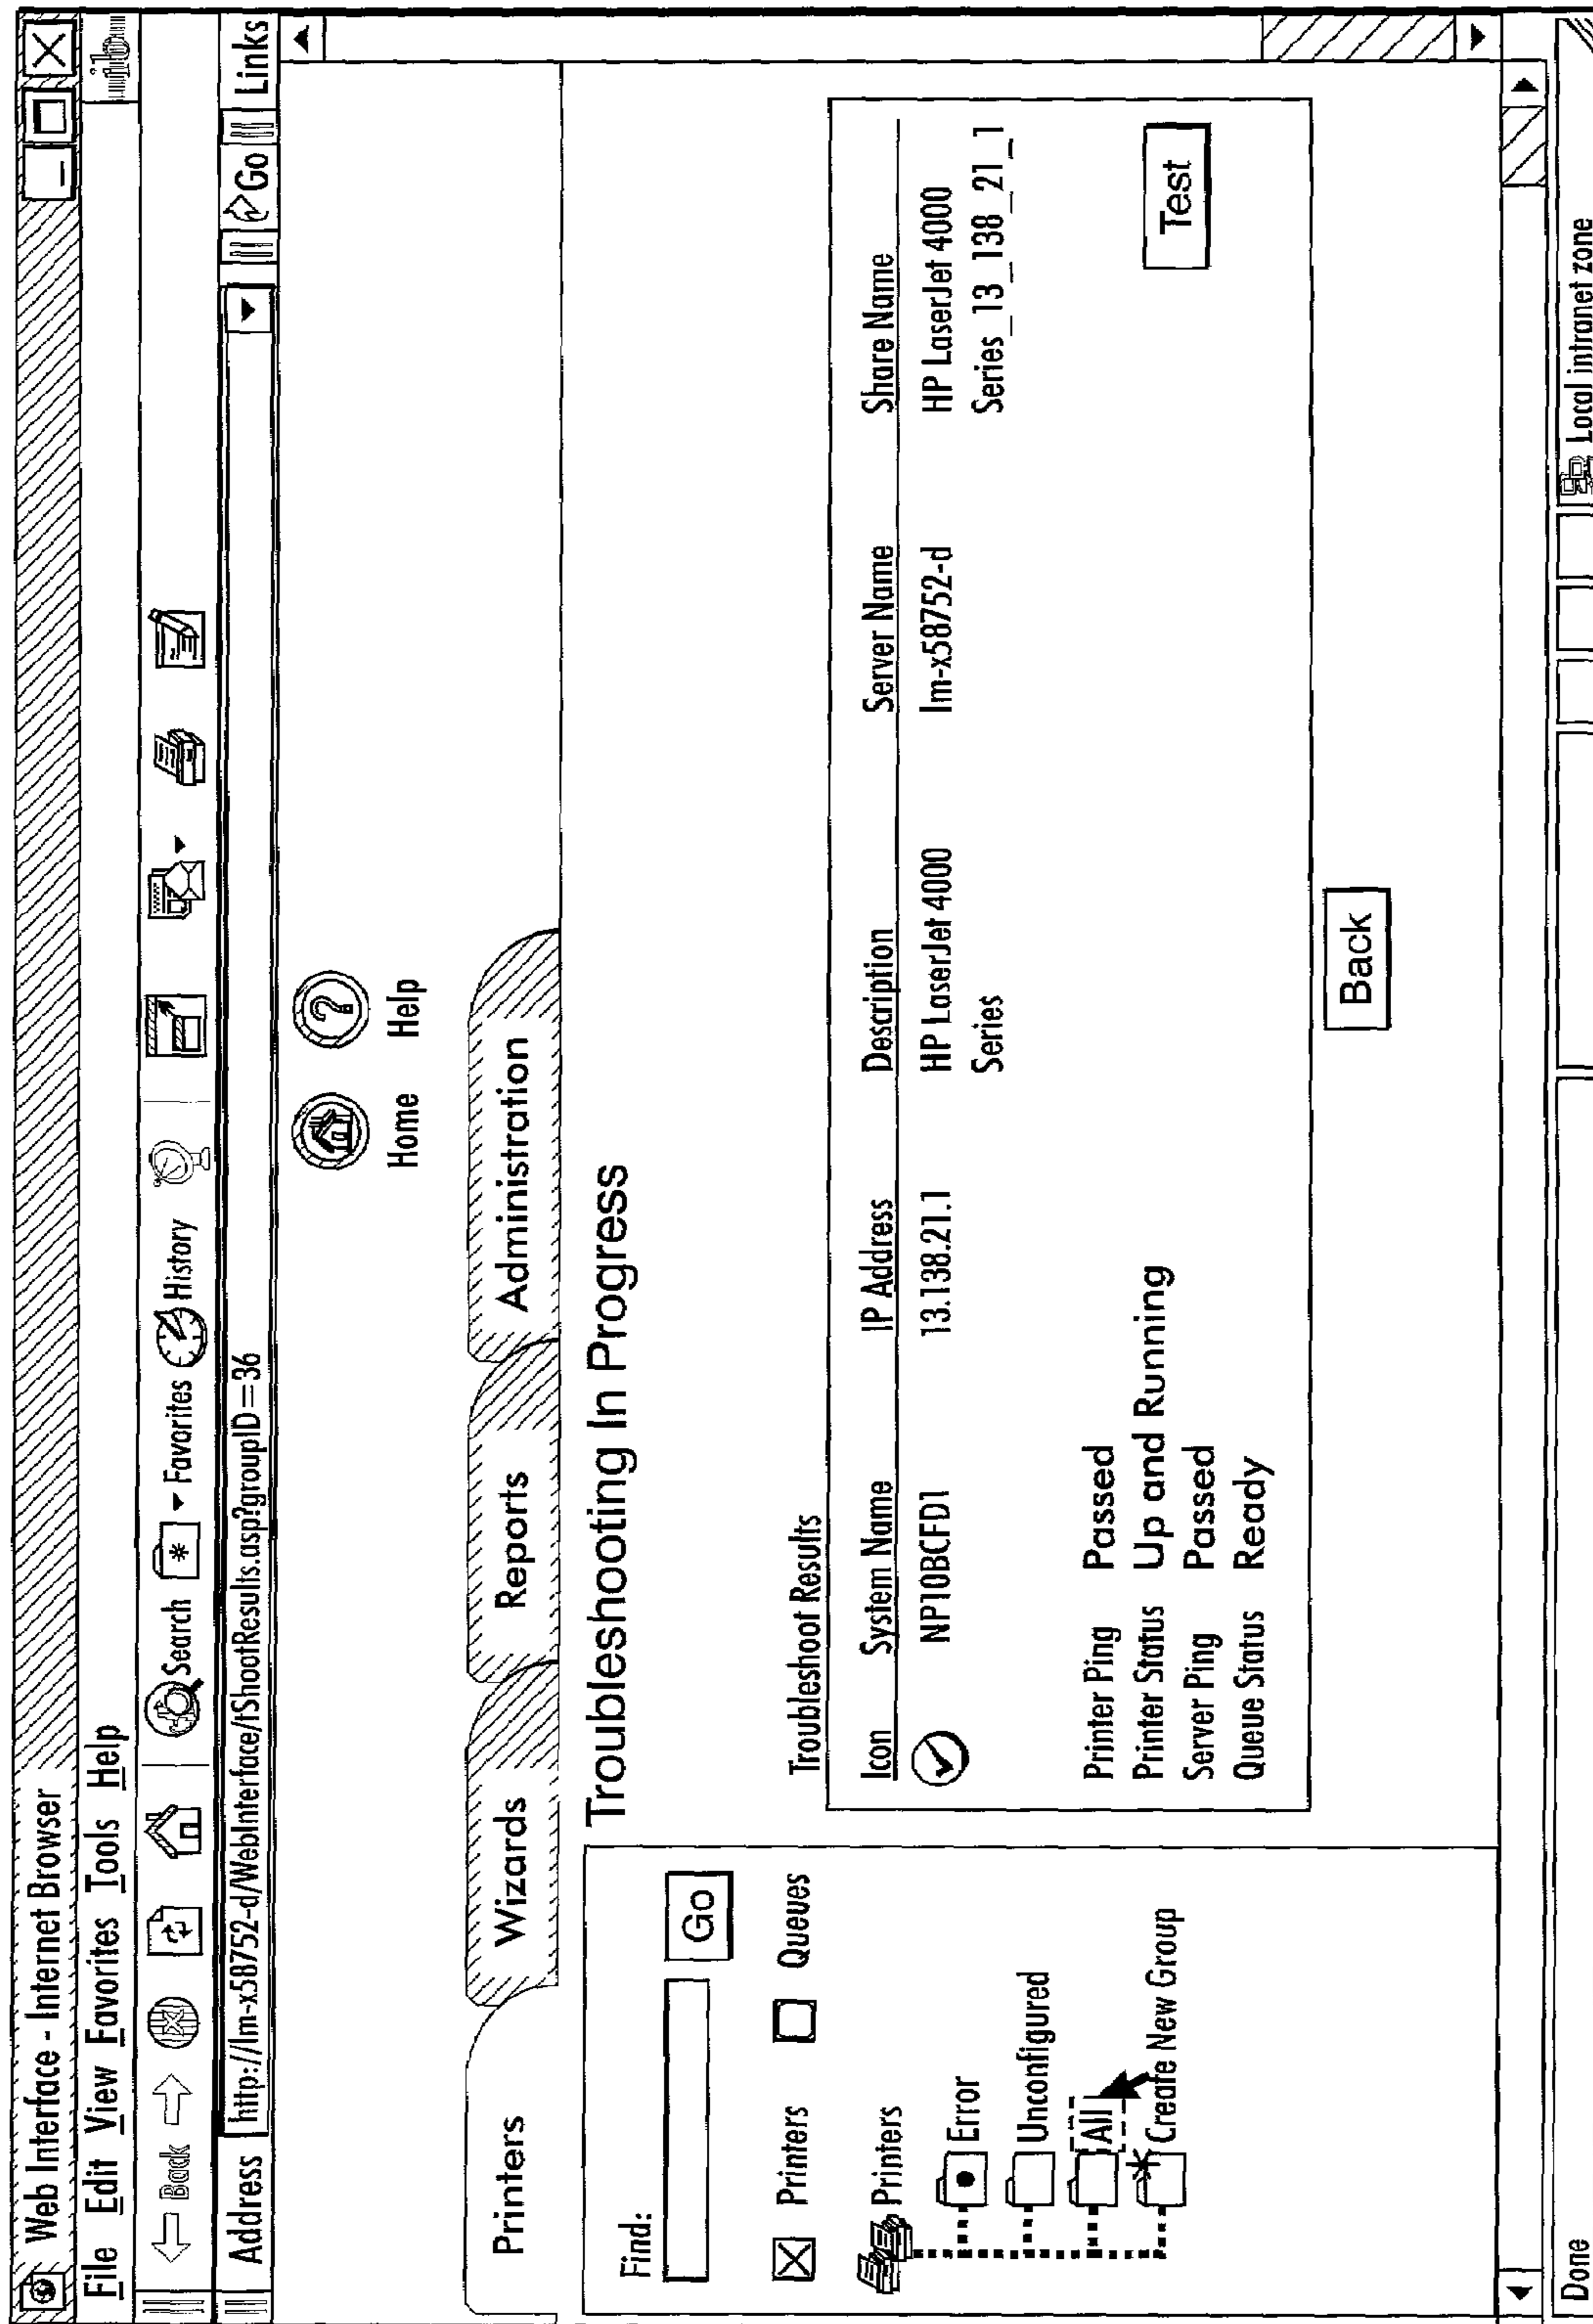 Web Interface - Internet Browser
File Edit View Favorites Tools Help
Back Search Favorites History
Address http://lm-x58752-d/WebInterface/tShootResults.asp?groupID=36 Go Links
Home Help
Printers Wizards Reports Administration
Find:
Go
Printers Queues
Printers
Error
Unconfigured
All
Create New Group
Troubleshooting In Progress
Troubleshoot Results
Icon System Name IP Address Description Server Name Share Name
NP10BCFD1 13.138.21.1 HP LaserJet 4000 lm-x58752-d HP LaserJet 4000
Series Series_13_138_21_1
Printer Ping Passed
Printer Status Up and Running
Server Ping Passed
Queue Status Ready
Test
Back
Done Local intranet zone